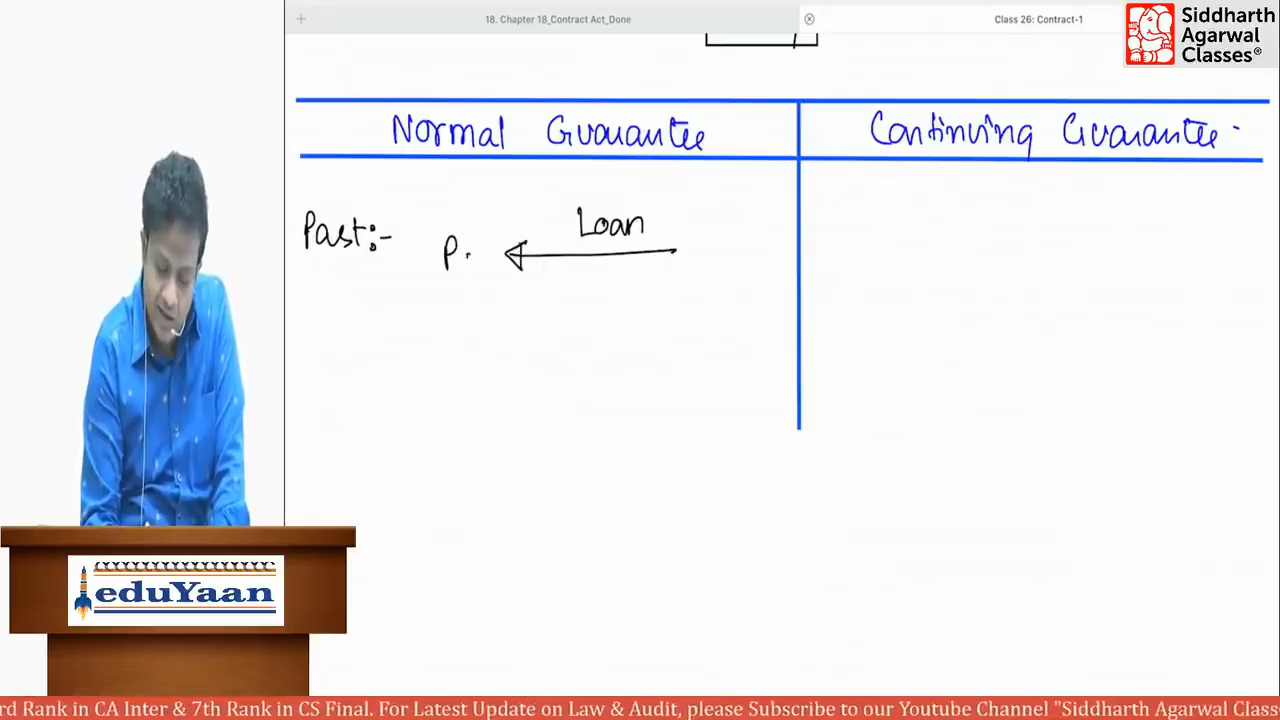 18. Chapter 18_Contract Act_Done
Class 26: Contract-1
Siddharth
Agarwal
Classes®
Normal Guarantee
Continuing Guarantee
Past:-
Loan
P.
eduYaan
rd Rank in CA Inter & 7th Rank in CS Final. For Latest Update on Law & Audit, please Subscribe to our Youtube Channel "Siddharth Agarwal Class